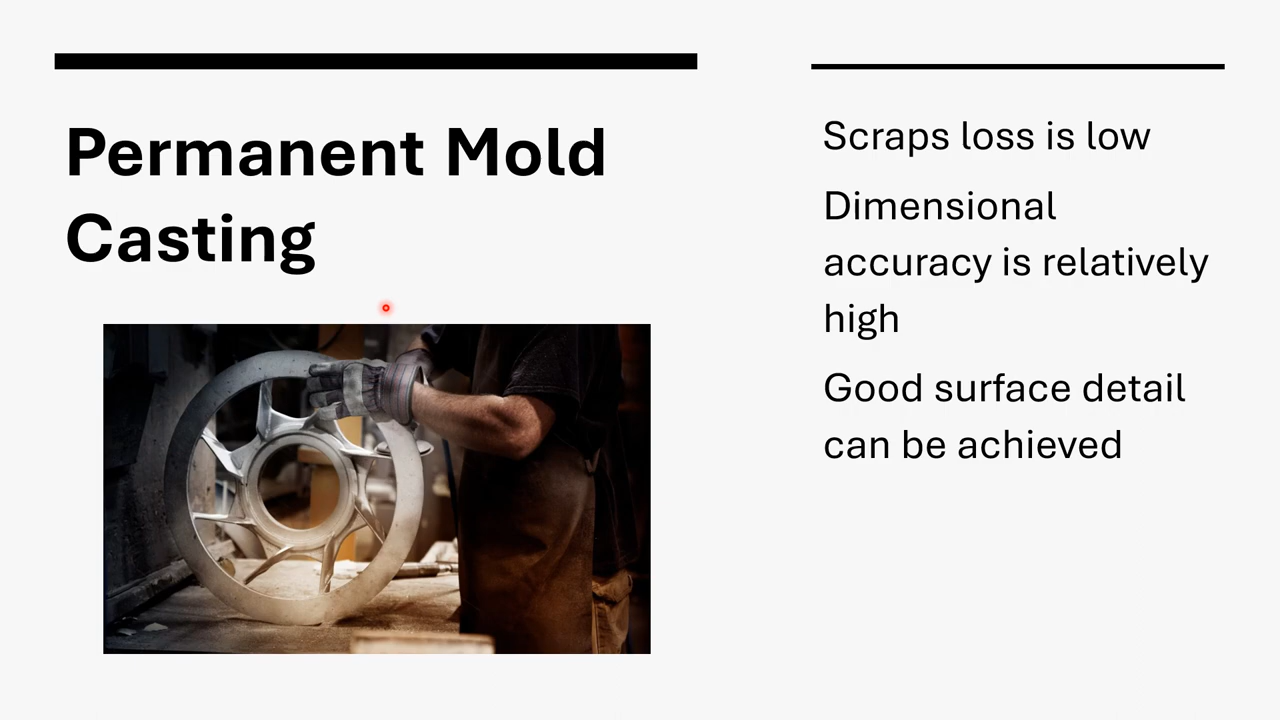 Permanent Mold
Casting
Scraps loss is low
Dimensional
accuracy is relatively
high
Good surface detail
can be achieved